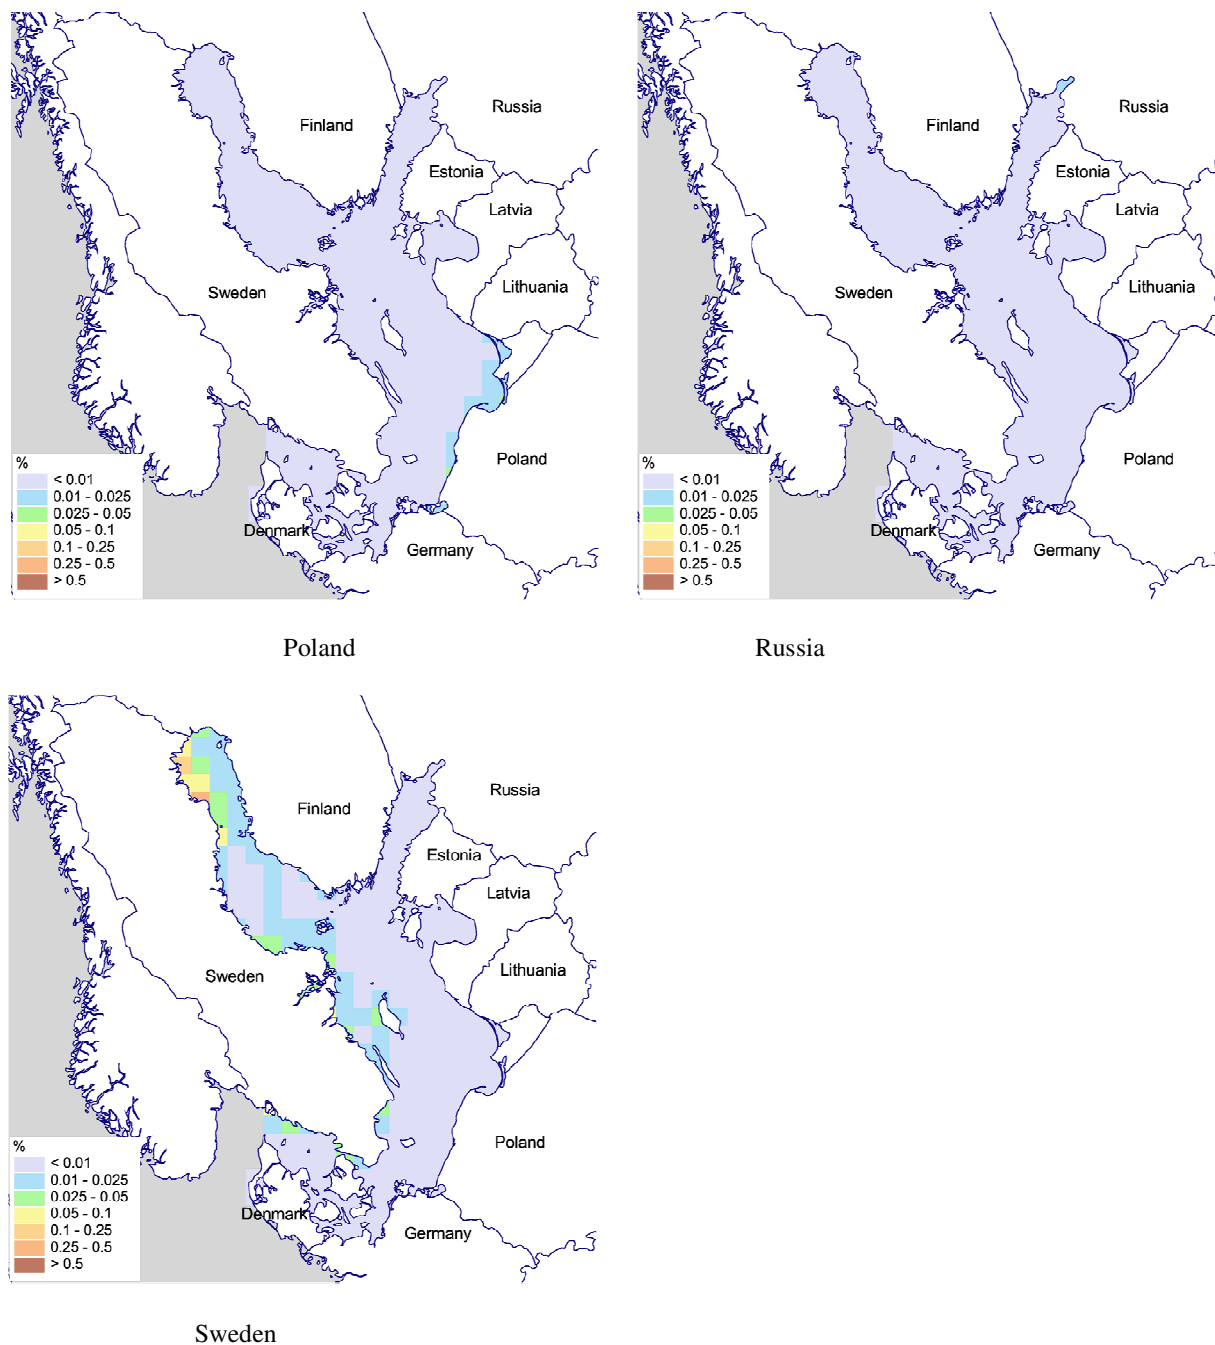 Finland
Russia
Estonia
Latvia
Lithuania
Sweden
Poland
Denmark
Germany
%
< 0.01
0.01 - 0.025
0.025 - 0.05
0.05 - 0.1
0.1 - 0.25
0.25 - 0.5
> 0.5
Poland
Finland
Russia
Estonia
Latvia
Lithuania
Sweden
Poland
Denmark
Germany
%
< 0.01
0.01 - 0.025
0.025 - 0.05
0.05 - 0.1
0.1 - 0.25
0.25 - 0.5
> 0.5
Russia
Finland
Russia
Estonia
Latvia
Lithuania
Sweden
Poland
Denmark
Germany
%
< 0.01
0.01 - 0.025
0.025 - 0.05
0.05 - 0.1
0.1 - 0.25
0.25 - 0.5
> 0.5
Sweden